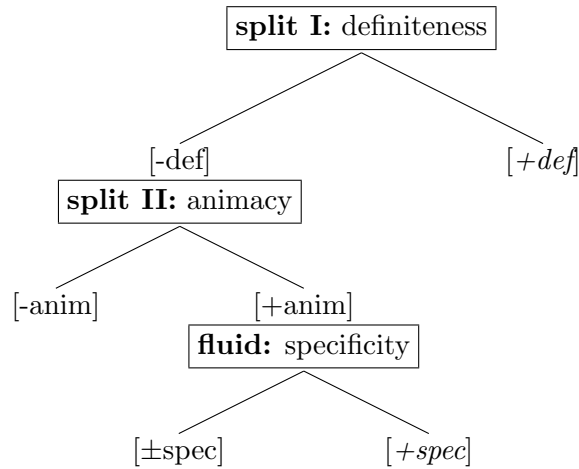 split I: definiteness
[-def] [+def]
split II: animacy
[-anim] [+anim]
fluid: specificity
[±spec] [+spec]